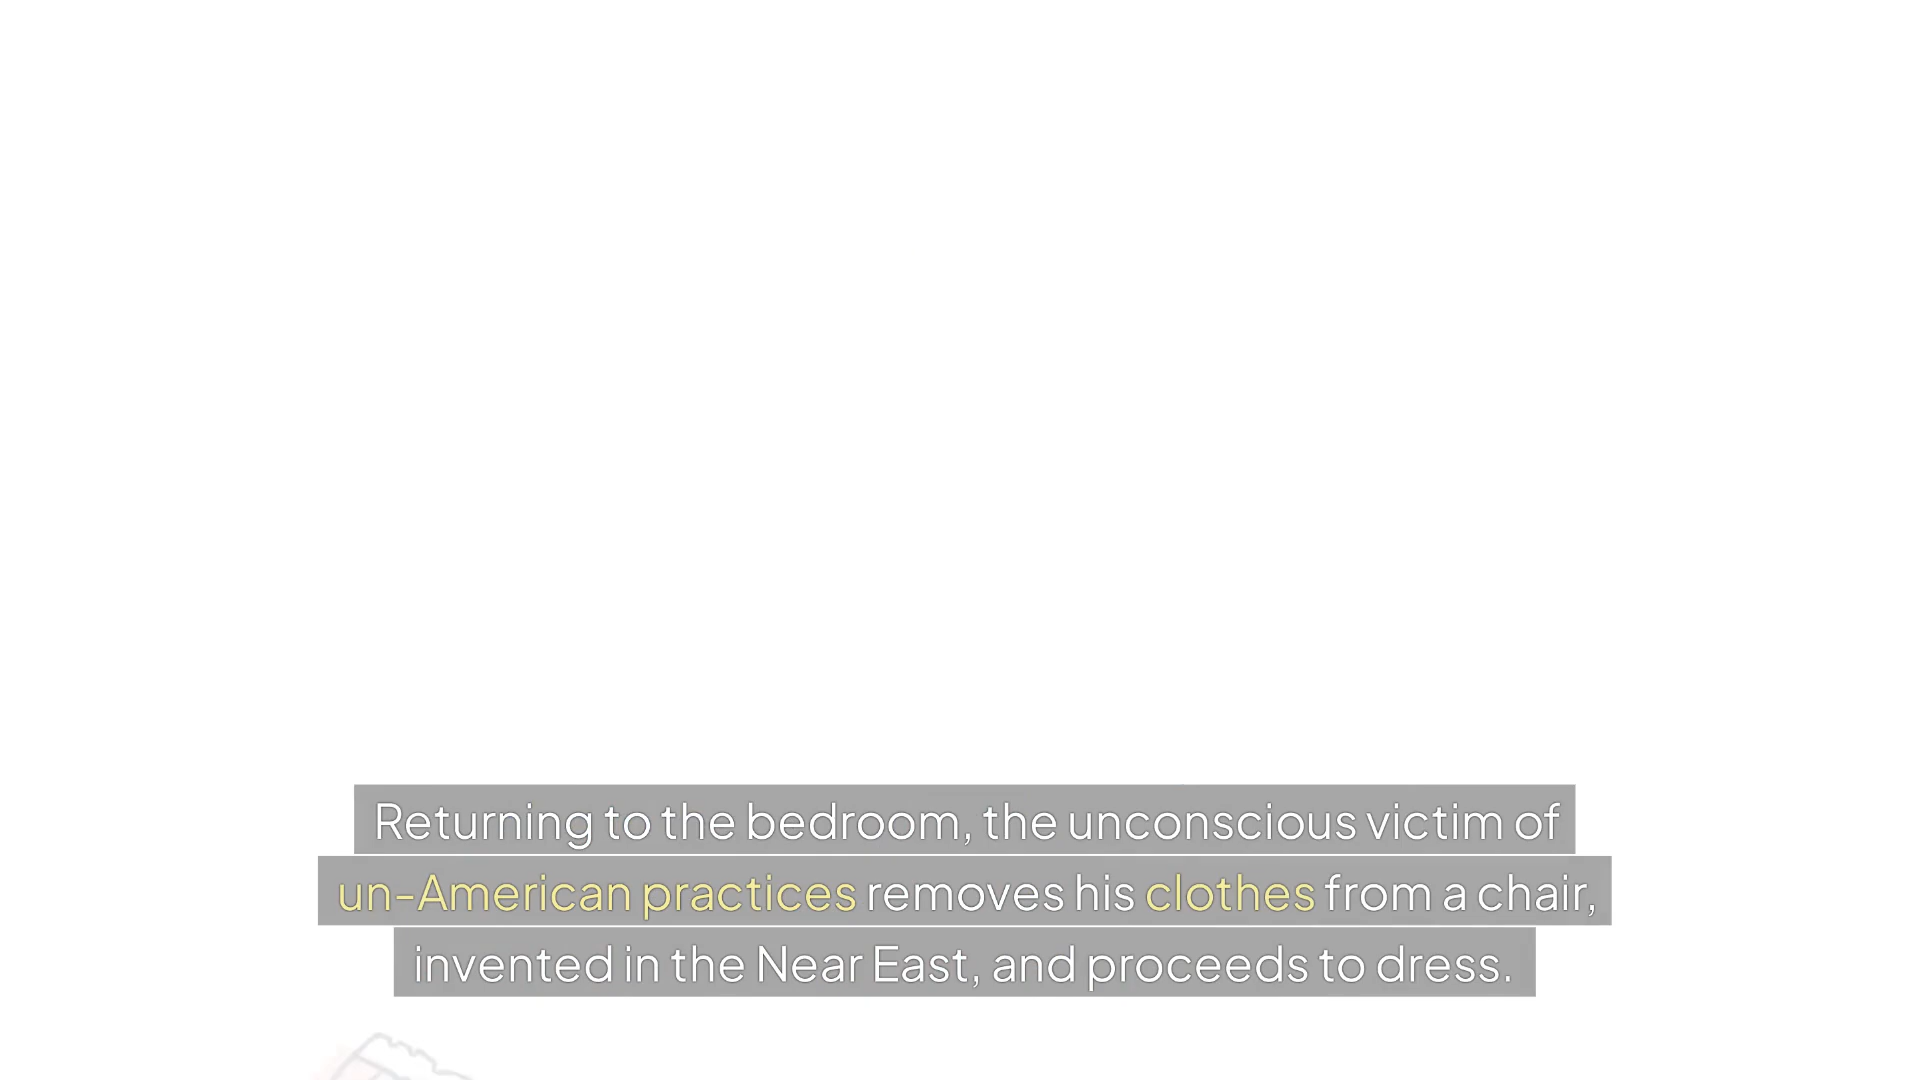 Returning to the bedroom, the unconscious victim of
un-American practices removes his clothes from a chair,
invented in the Near East, and proceeds to dress.